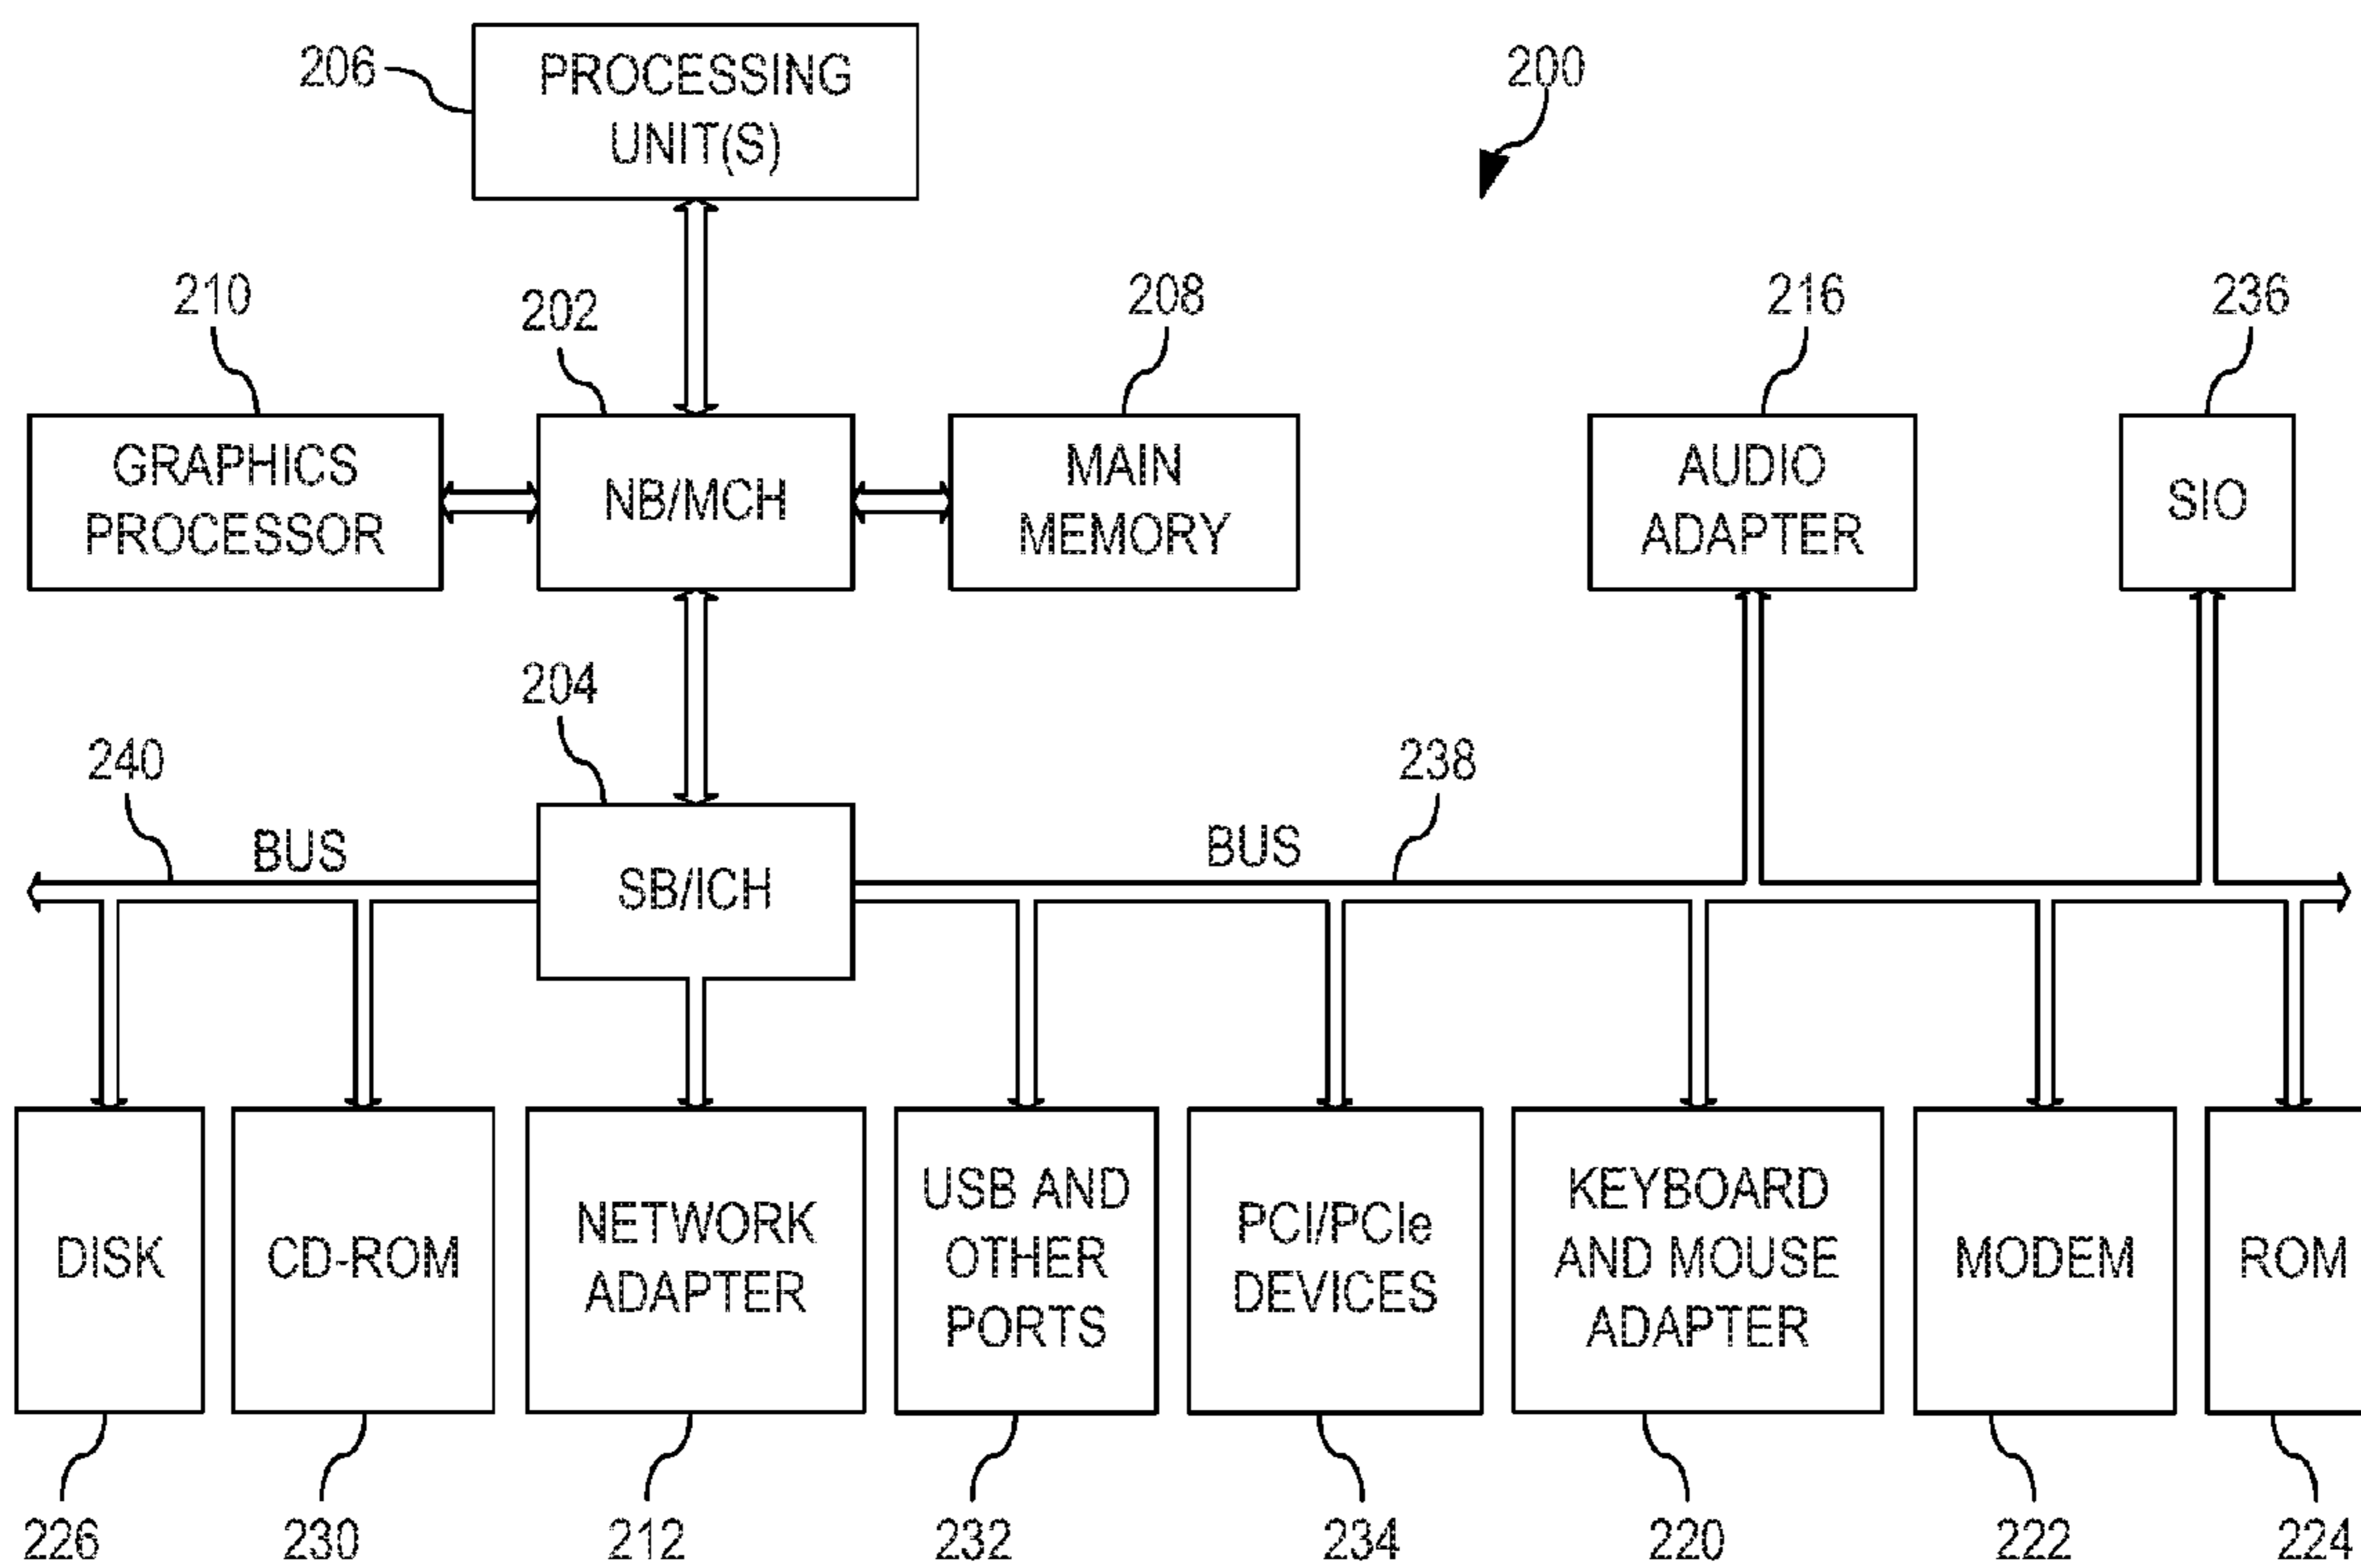 206
PROCESSING
UNIT(S)
200
210
202
208
216
236
GRAPHICS
PROCESSOR
NB/MCH
MAIN
MEMORY
AUDIO
ADAPTER
SIO
204
240
238
BUS
SB/ICH
BUS
DISK
CD-ROM
NETWORK
ADAPTER
USB AND
OTHER
PORTS
PCI/PCIe
DEVICES
KEYBOARD
AND MOUSE
ADAPTER
MODEM
ROM
226
230
212
232
234
220
222
224